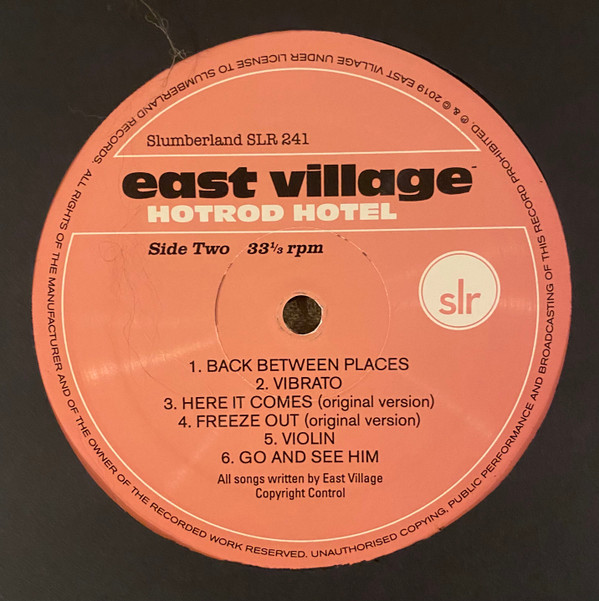 Slumberland SLR 241
east village
HOTROD HOTEL
Side Two 33⅓ rpm
slr
1. BACK BETWEEN PLACES
2. VIBRATO
3. HERE IT COMES (original version)
4. FREEZE OUT (original version)
5. VIOLIN
6. GO AND SEE HIM
All songs written by East Village
Copyright Control
℗ & © 2019 EAST VILLAGE UNDER LICENSE TO SLUMBERLAND RECORDS. ALL RIGHTS OF THE MANUFACTURER AND OF THE OWNER OF THE RECORDED WORK RESERVED. UNAUTHORISED COPYING, PUBLIC PERFORMANCE AND BROADCASTING OF THIS RECORD PROHIBITED.